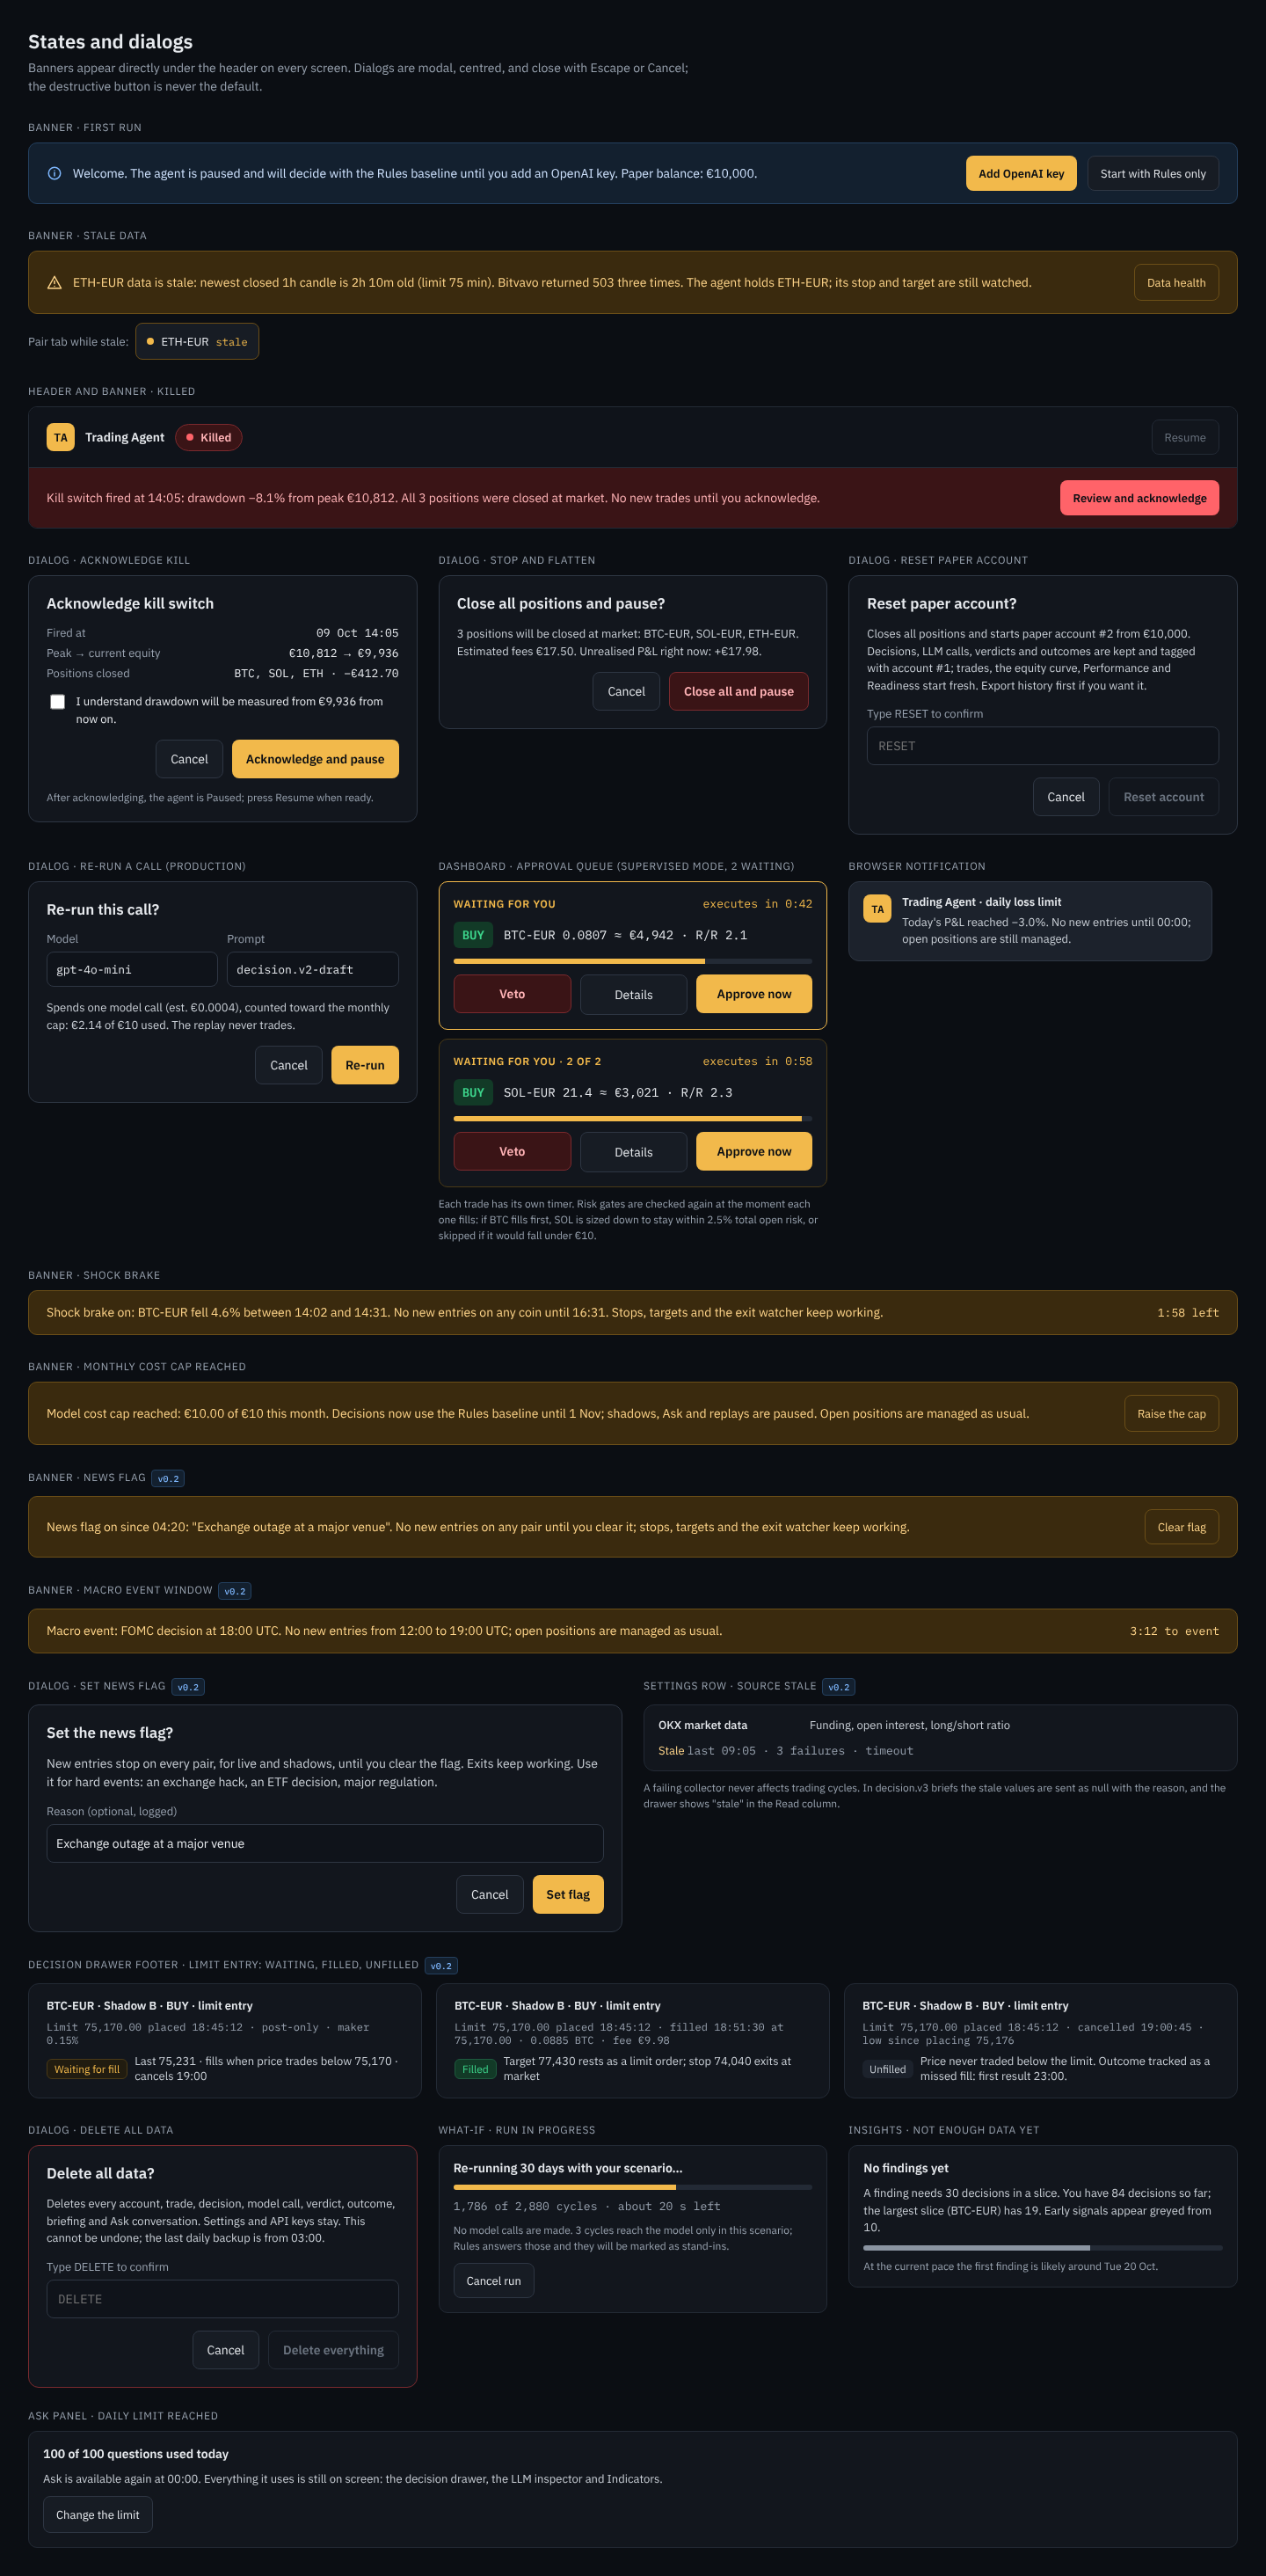 States and dialogs
Banners appear directly under the header on every screen. Dialogs are modal, centred, and close with Escape or Cancel;
the destructive button is never the default.
BANNER · FIRST RUN
Welcome. The agent is paused and will decide with the Rules baseline until you add an OpenAI key. Paper balance: €10,000.
Add OpenAI key
Start with Rules only
BANNER · STALE DATA
ETH-EUR data is stale: newest closed 1h candle is 2h 10m old (limit 75 min). Bitvavo returned 503 three times. The agent holds ETH-EUR; its stop and target are still watched.
Data health
Pair tab while stale:
ETH-EUR stale
HEADER AND BANNER · KILLED
TA
Trading Agent
Killed
Resume
Kill switch fired at 14:05: drawdown −8.1% from peak €10,812. All 3 positions were closed at market. No new trades until you acknowledge.
Review and acknowledge
DIALOG · ACKNOWLEDGE KILL
Acknowledge kill switch
Fired at 09 Oct 14:05
Peak → current equity €10,812 → €9,936
Positions closed BTC, SOL, ETH · −€412.70
I understand drawdown will be measured from €9,936 from
now on.
Cancel
Acknowledge and pause
After acknowledging, the agent is Paused; press Resume when ready.
DIALOG · STOP AND FLATTEN
Close all positions and pause?
3 positions will be closed at market: BTC-EUR, SOL-EUR, ETH-EUR.
Estimated fees €17.50. Unrealised P&L right now: +€17.98.
Cancel
Close all and pause
DIALOG · RESET PAPER ACCOUNT
Reset paper account?
Closes all positions and starts paper account #2 from €10,000.
Decisions, LLM calls, verdicts and outcomes are kept and tagged
with account #1; trades, the equity curve, Performance and
Readiness start fresh. Export history first if you want it.
Type RESET to confirm
RESET
Cancel
Reset account
DIALOG · RE-RUN A CALL (PRODUCTION)
Re-run this call?
Model
Prompt
gpt-4o-mini
decision.v2-draft
Spends one model call (est. €0.0004), counted toward the monthly
cap: €2.14 of €10 used. The replay never trades.
Cancel
Re-run
DASHBOARD · APPROVAL QUEUE (SUPERVISED MODE, 2 WAITING)
WAITING FOR YOU
executes in 0:42
BUY
BTC-EUR 0.0807 ≈ €4,942 · R/R 2.1
Veto
Details
Approve now
WAITING FOR YOU · 2 OF 2
executes in 0:58
BUY
SOL-EUR 21.4 ≈ €3,021 · R/R 2.3
Veto
Details
Approve now
Each trade has its own timer. Risk gates are checked again at the moment each
one fills: if BTC fills first, SOL is sized down to stay within 2.5% total open risk, or
skipped if it would fall under €10.
BROWSER NOTIFICATION
TA
Trading Agent · daily loss limit
Today's P&L reached −3.0%. No new entries until 00:00;
open positions are still managed.
BANNER · SHOCK BRAKE
Shock brake on: BTC-EUR fell 4.6% between 14:02 and 14:31. No new entries on any coin until 16:31. Stops, targets and the exit watcher keep working.
1:58 left
BANNER · MONTHLY COST CAP REACHED
Model cost cap reached: €10.00 of €10 this month. Decisions now use the Rules baseline until 1 Nov; shadows, Ask and replays are paused. Open positions are managed as usual.
Raise the cap
BANNER · NEWS FLAG v0.2
News flag on since 04:20: "Exchange outage at a major venue". No new entries on any pair until you clear it; stops, targets and the exit watcher keep working.
Clear flag
BANNER · MACRO EVENT WINDOW v0.2
Macro event: FOMC decision at 18:00 UTC. No new entries from 12:00 to 19:00 UTC; open positions are managed as usual.
3:12 to event
DIALOG · SET NEWS FLAG v0.2
Set the news flag?
New entries stop on every pair, for live and shadows, until you clear the flag. Exits keep working. Use
it for hard events: an exchange hack, an ETF decision, major regulation.
Reason (optional, logged)
Exchange outage at a major venue
Cancel
Set flag
SETTINGS ROW · SOURCE STALE v0.2
OKX market data
Funding, open interest, long/short ratio
Stale last 09:05 · 3 failures · timeout
A failing collector never affects trading cycles. In decision.v3 briefs the stale values are sent as null with the reason, and the
drawer shows "stale" in the Read column.
DECISION DRAWER FOOTER · LIMIT ENTRY: WAITING, FILLED, UNFILLED v0.2
BTC-EUR · Shadow B · BUY · limit entry
Limit 75,170.00 placed 18:45:12 · post-only · maker
0.15%
Waiting for fill
Last 75,231 · fills when price trades below 75,170 ·
cancels 19:00
BTC-EUR · Shadow B · BUY · limit entry
Limit 75,170.00 placed 18:45:12 · filled 18:51:30 at
75,170.00 · 0.0885 BTC · fee €9.98
Filled
Target 77,430 rests as a limit order; stop 74,040 exits at
market
BTC-EUR · Shadow B · BUY · limit entry
Limit 75,170.00 placed 18:45:12 · cancelled 19:00:45 ·
low since placing 75,176
Unfilled
Price never traded below the limit. Outcome tracked as a
missed fill: first result 23:00.
DIALOG · DELETE ALL DATA
Delete all data?
Deletes every account, trade, decision, model call, verdict, outcome,
briefing and Ask conversation. Settings and API keys stay. This
cannot be undone; the last daily backup is from 03:00.
Type DELETE to confirm
DELETE
Cancel
Delete everything
WHAT-IF · RUN IN PROGRESS
Re-running 30 days with your scenario…
1,786 of 2,880 cycles · about 20 s left
No model calls are made. 3 cycles reach the model only in this scenario;
Rules answers those and they will be marked as stand-ins.
Cancel run
INSIGHTS · NOT ENOUGH DATA YET
No findings yet
A finding needs 30 decisions in a slice. You have 84 decisions so far;
the largest slice (BTC-EUR) has 19. Early signals appear greyed from
10.
At the current pace the first finding is likely around Tue 20 Oct.
ASK PANEL · DAILY LIMIT REACHED
100 of 100 questions used today
Ask is available again at 00:00. Everything it uses is still on screen: the decision drawer, the LLM inspector and Indicators.
Change the limit